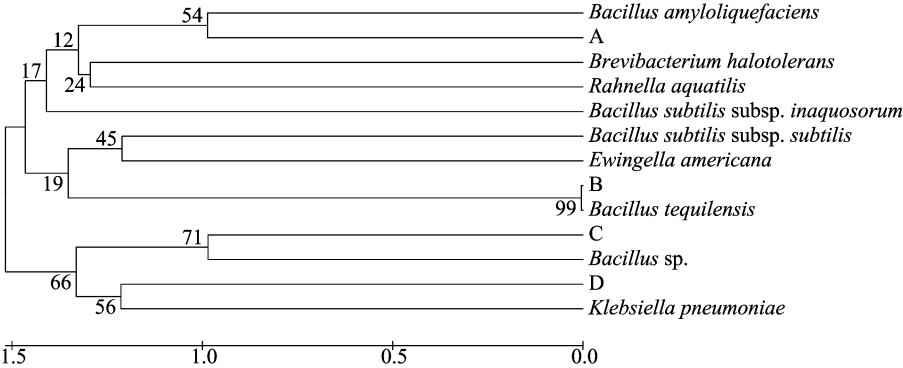 54
Bacillus amyloliquefaciens
A
12
Brevibacterium halotolerans
24
Rahnella aquatilis
17
Bacillus subtilis subsp. inaquosorum
45
Bacillus subtilis subsp. subtilis
Ewingella americana
19
B
99
Bacillus tequilensis
71
C
Bacillus sp.
66
D
56
Klebsiella pneumoniae
1.5 1.0 0.5 0.0